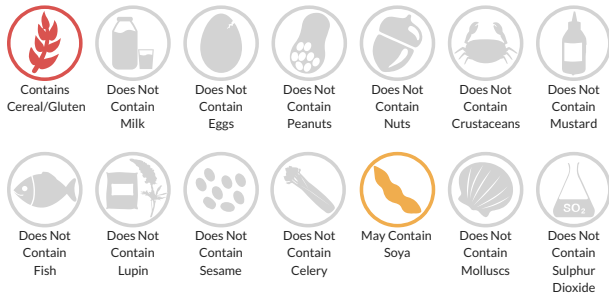 Contains
Cereal/Gluten
Does Not
Contain
Milk
Does Not
Contain
Eggs
Does Not
Contain
Peanuts
Does Not
Contain
Nuts
Does Not
Contain
Crustaceans
Does Not
Contain
Mustard
Does Not
Contain
Fish
Does Not
Contain
Lupin
Does Not
Contain
Sesame
Does Not
Contain
Celery
May Contain
Soya
Does Not
Contain
Molluscs
SO₂
Does Not
Contain
Sulphur
Dioxide